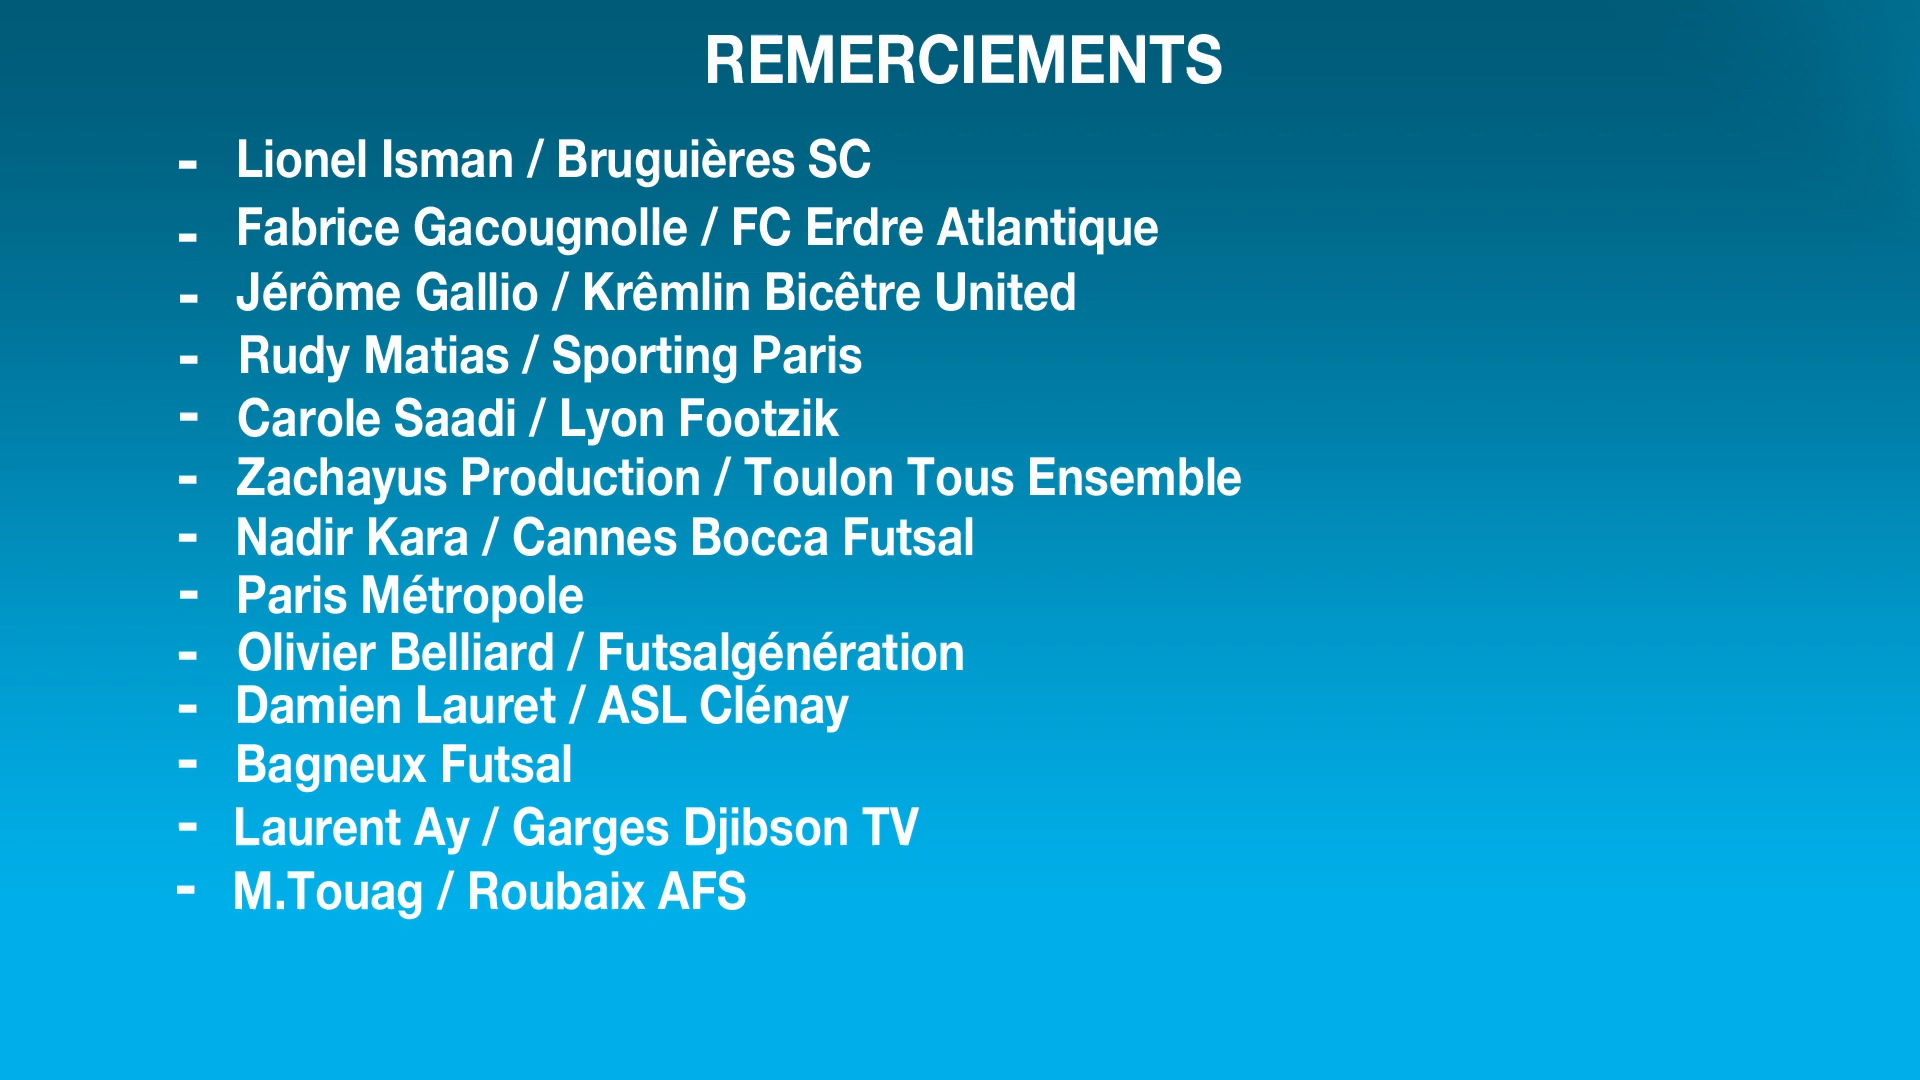 REMERCIEMENTS
- Lionel Isman / Bruguières SC
- Fabrice Gacougnolle / FC Erdre Atlantique
- Jérôme Gallio / Krêmlin Bicêtre United
- Rudy Matias / Sporting Paris
- Carole Saadi / Lyon Footzik
- Zachayus Production / Toulon Tous Ensemble
- Nadir Kara / Cannes Bocca Futsal
- Paris Métropole
- Olivier Belliard / Futsalgénération
- Damien Lauret / ASL Clénay
- Bagneux Futsal
- Laurent Ay / Garges Djibson TV
- M.Touag / Roubaix AFS